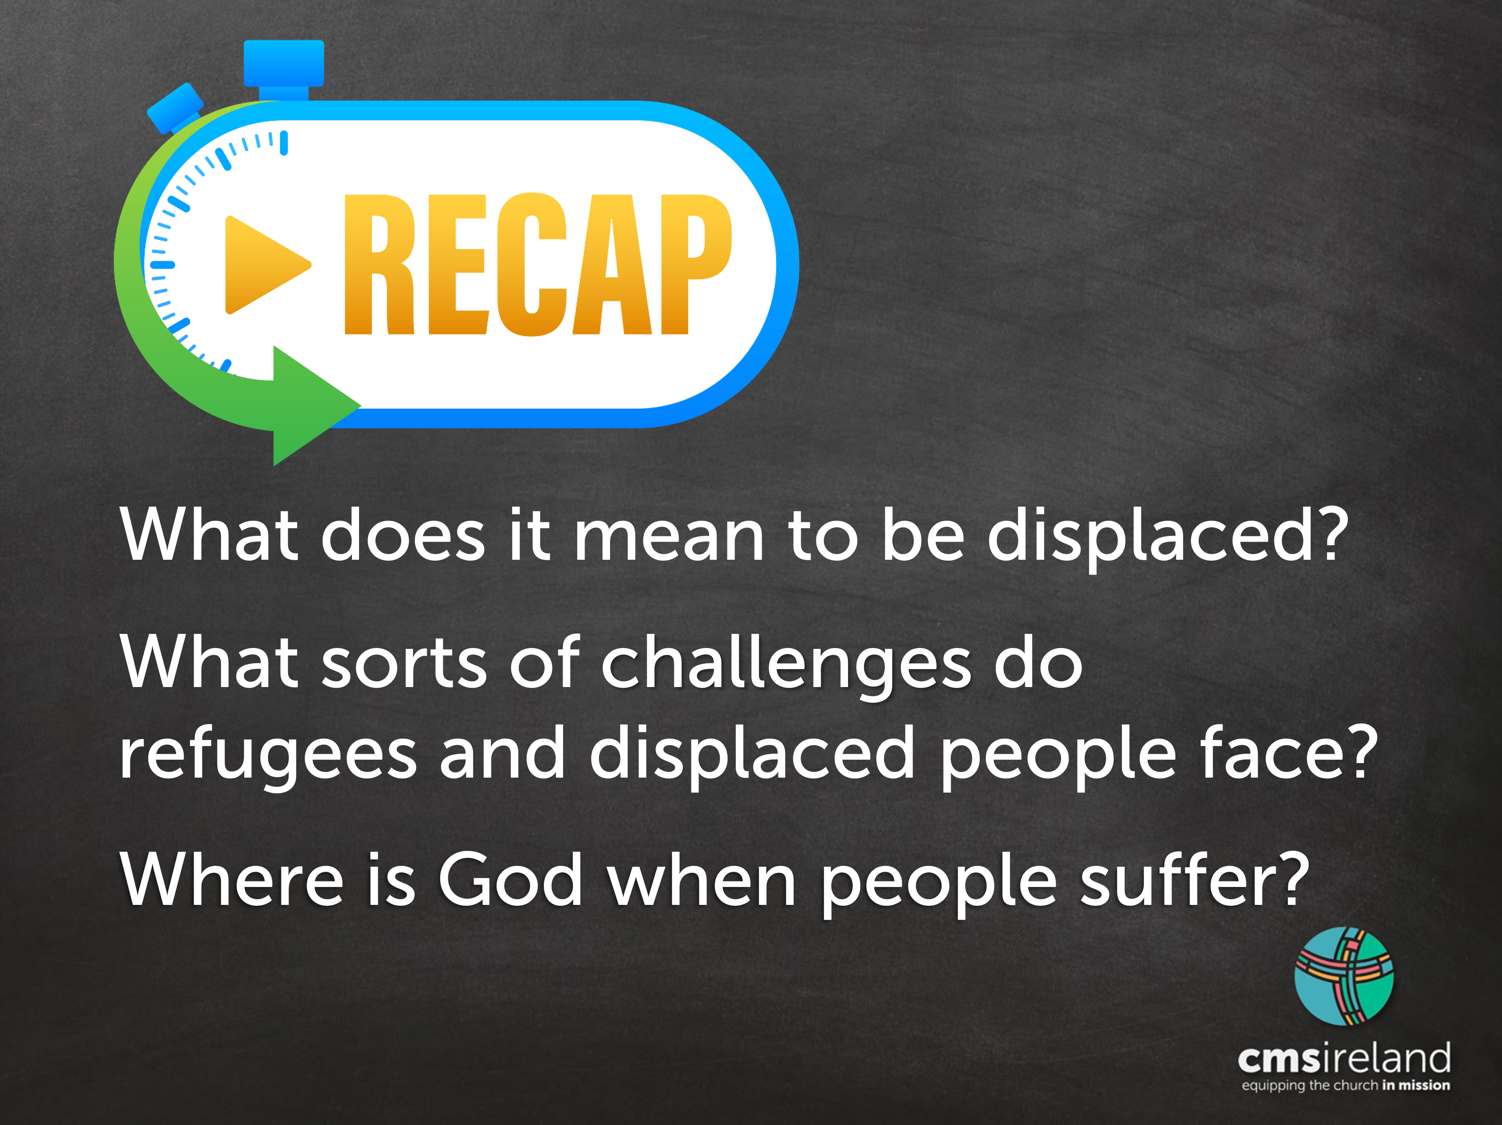 RECAP
What does it mean to be displaced?
What sorts of challenges do
refugees and displaced people face?
Where is God when people suffer?
cmsireland
equipping the church in mission